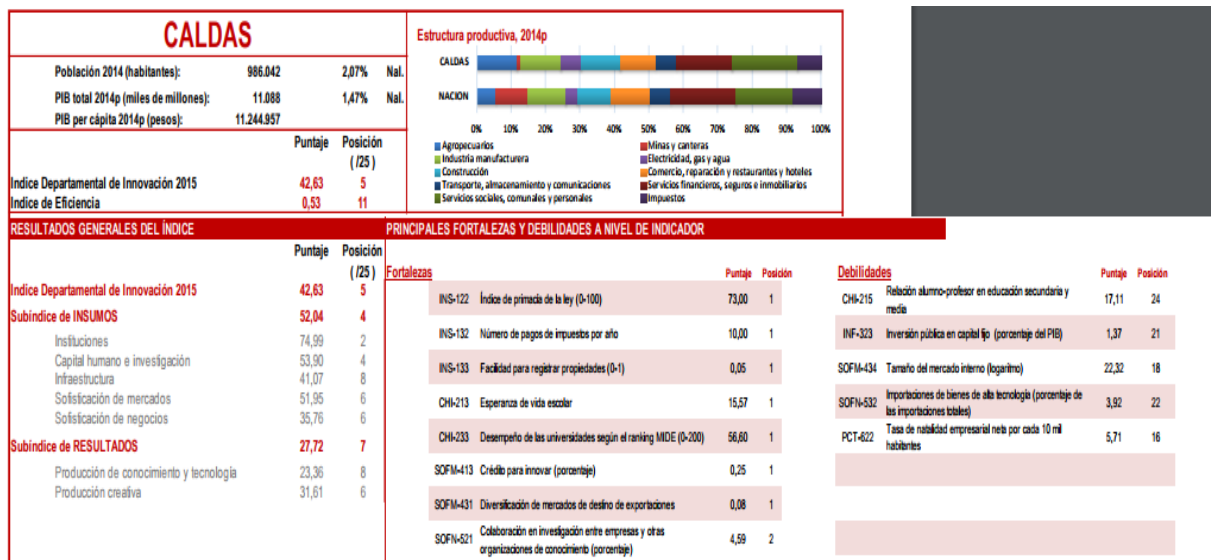 CALDAS
Población 2014 (habitantes): 986.042 2,07% Nal.
PIB total 2014p (miles de millones): 11.088 1,47% Nal.
PIB per cápita 2014p (pesos): 11.244.957
Puntaje Posición
(/25)
Indice Departamental de Innovación 2015 42,63 5
Indice de Eficiencia 0,53 11
Estructura productiva, 2014p
CALDAS
NACION
0% 10% 20% 30% 40% 50% 60% 70% 80% 90% 100%
Agropecuarios Minas y canteras
Industria manufacturera Electricidad, gas y agua
Construcción Comercio, reparación y restaurantes y hoteles
Transporte, almacenamiento y comunicaciones Servicios financieros, seguros e inmobiliarios
Servicios sociales, comunales y personales Impuestos
RESULTADOS GENERALES DEL ÍNDICE
Puntaje Posición
(/25)
Indice Departamental de Innovación 2015 42,63 5
Subíndice de INSUMOS 52,04 4
Instituciones 74,99 2
Capital humano e investigación 53,90 4
Infraestructura 41,07 8
Sofisticación de mercados 51,95 6
Sofisticación de negocios 35,76 6
Subíndice de RESULTADOS 27,72 7
Producción de conocimiento y tecnología 23,36 8
Producción creativa 31,61 6
PRINCIPALES FORTALEZAS Y DEBILIDADES A NIVEL DE INDICADOR
Fortalezas Puntaje Posición
INS-122 Índice de primacia de la ley (0-100) 73,00 1
INS-132 Número de pagos de impuestos por año 10,00 1
INS-133 Facilidad para registrar propiedades (0-1) 0,05 1
CHI-213 Esperanza de vida escolar 15,57 1
CHI-233 Desempeño de las universidades según el ranking MIDE (0-200) 56,60 1
SOFM-413 Crédito para innovar (porcentaje) 0,25 1
SOFM-431 Diversificación de mercados de destino de exportaciones 0,08 1
SOFN-521 Colaboración en investigación entre empresas y otras
organizaciones de conocimiento (porcentaje) 4,59 2
Debilidades Puntaje Posición
CHI-215 Relación alumno-profesor en educación secundaria y
media 17,11 24
INF-323 Inversión pública en capital fijo (porcentaje del PIB) 1,37 21
SOFM-434 Tamaño del mercado interno (logaritmo) 22,32 18
SOFN-532 Importaciones de bienes de alta tecnología (porcentaje de
las importaciones totales) 3,92 22
PCT-622 Tasa de natalidad empresarial neta por cada 10 mil
habitantes 5,71 16